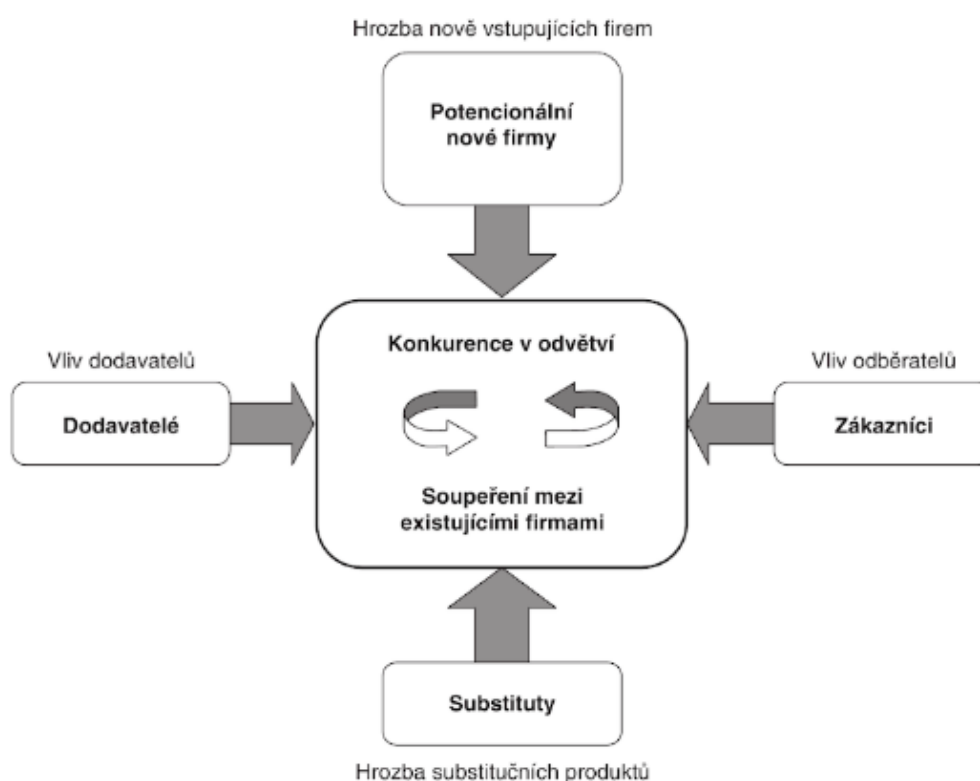 Hrozba nově vstupujících firem
Potencionální
nové firmy
Konkurence v odvětví
Vliv dodavatelů
Dodavatelé
Vliv odběratelů
Zákazníci
Soupeření mezi
existujícími firmami
Substituty
Hrozba substitučních produktů